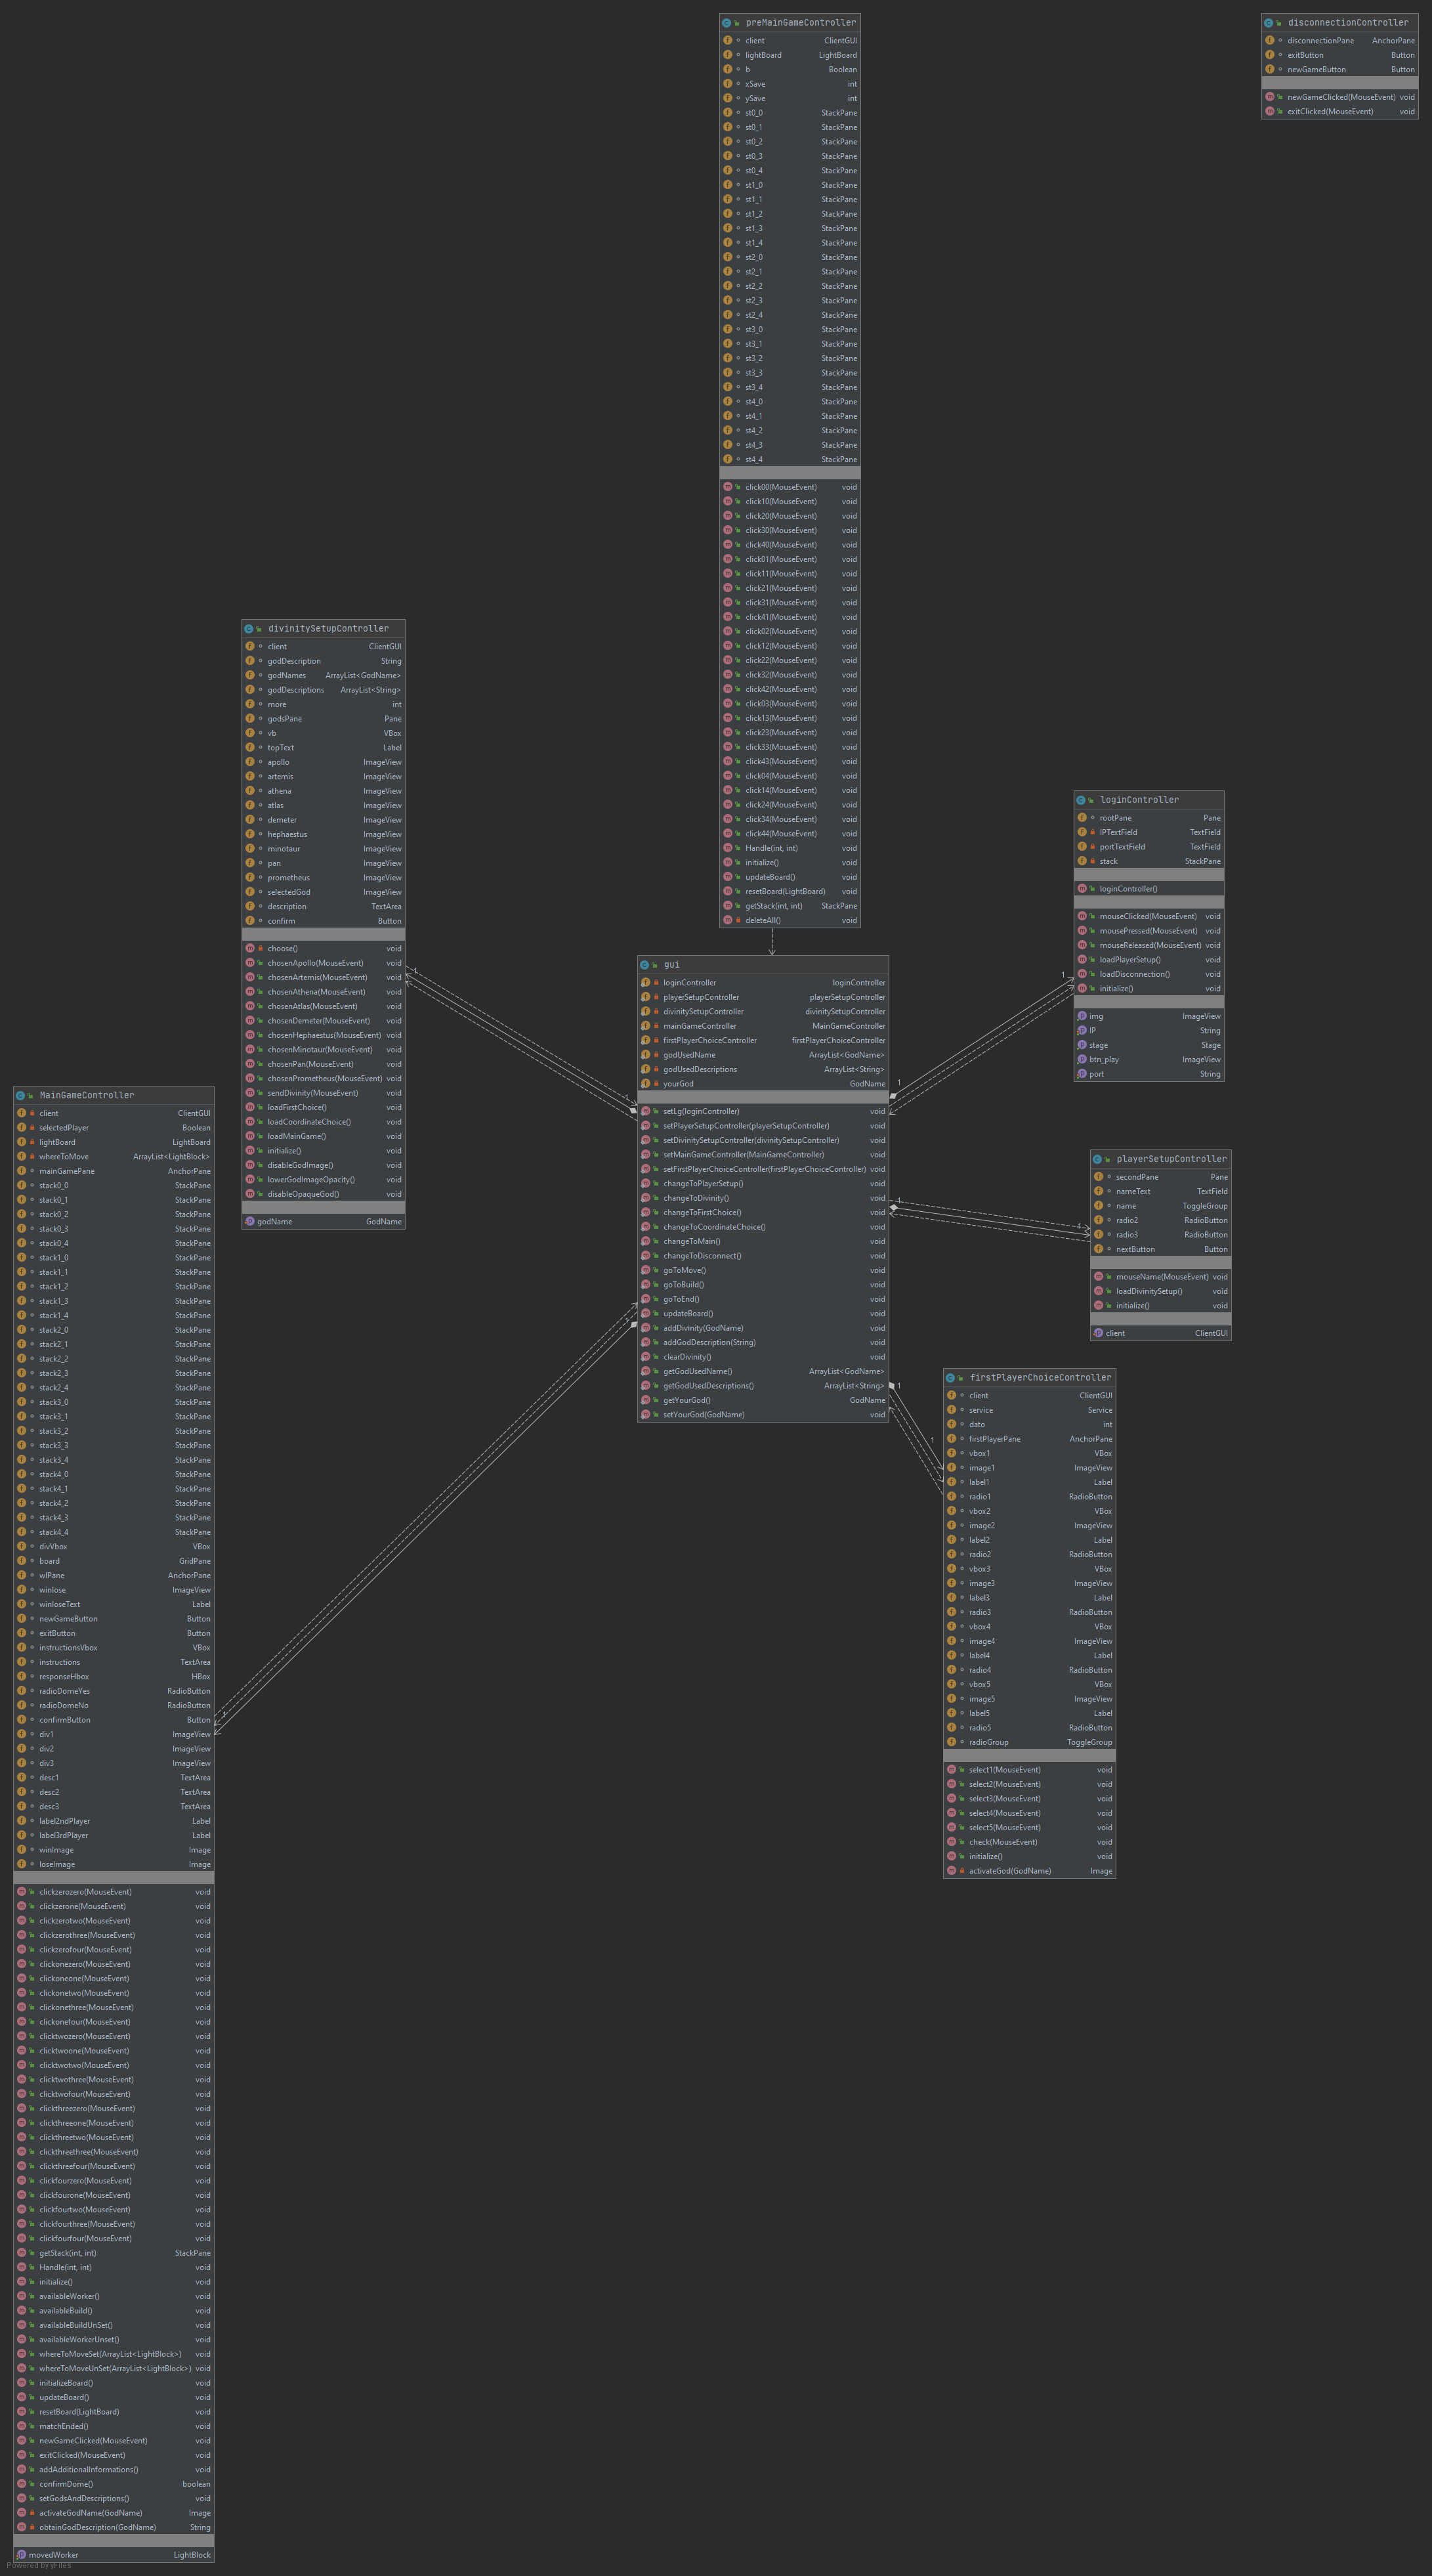 preMainGameController
client ClientGUI
lightBoard LightBoard
b Boolean
xSave int
ySave int
st0_0 StackPane
st0_1 StackPane
st0_2 StackPane
st0_3 StackPane
st0_4 StackPane
st1_0 StackPane
st1_1 StackPane
st1_2 StackPane
st1_3 StackPane
st1_4 StackPane
st2_0 StackPane
st2_1 StackPane
st2_2 StackPane
st2_3 StackPane
st2_4 StackPane
st3_0 StackPane
st3_1 StackPane
st3_2 StackPane
st3_3 StackPane
st3_4 StackPane
st4_0 StackPane
st4_1 StackPane
st4_2 StackPane
st4_3 StackPane
st4_4 StackPane
click00(MouseEvent) void
click10(MouseEvent) void
click20(MouseEvent) void
click30(MouseEvent) void
click40(MouseEvent) void
click01(MouseEvent) void
click11(MouseEvent) void
click21(MouseEvent) void
click31(MouseEvent) void
click41(MouseEvent) void
click02(MouseEvent) void
click12(MouseEvent) void
click22(MouseEvent) void
click32(MouseEvent) void
click42(MouseEvent) void
click03(MouseEvent) void
click13(MouseEvent) void
click23(MouseEvent) void
click33(MouseEvent) void
click43(MouseEvent) void
click04(MouseEvent) void
click14(MouseEvent) void
click24(MouseEvent) void
click34(MouseEvent) void
click44(MouseEvent) void
Handle(int, int) void
initialize() void
updateBoard() void
resetBoard(LightBoard) void
getStack(int, int) StackPane
deleteAll() void
disconnectionController
disconnectionPane AnchorPane
exitButton Button
newGameButton Button
newGameClicked(MouseEvent) void
exitClicked(MouseEvent) void
divinitySetupController
client ClientGUI
godDescription String
godNames ArrayList<GodName>
godDescriptions ArrayList<String>
more int
godsPane Pane
vb VBox
topText Label
apollo ImageView
artemis ImageView
athena ImageView
atlas ImageView
demeter ImageView
hephaestus ImageView
minotaur ImageView
pan ImageView
prometheus ImageView
selectedGod ImageView
description TextArea
confirm Button
choose() void
chosenApollo(MouseEvent) void
chosenArtemis(MouseEvent) void
chosenAthena(MouseEvent) void
chosenAtlas(MouseEvent) void
chosenDemeter(MouseEvent) void
chosenHephaestus(MouseEvent) void
chosenMinotaur(MouseEvent) void
chosenPan(MouseEvent) void
chosenPrometheus(MouseEvent) void
sendDivinity(MouseEvent) void
loadFirstChoice() void
loadCoordinateChoice() void
loadMainGame() void
initialize() void
disableGodImage() void
lowerGodImageOpacity() void
disableOpaqueGod() void
godName GodName
loginController
rootPane Pane
IPTextField TextField
portTextField TextField
stack StackPane
loginController()
mouseClicked(MouseEvent) void
mousePressed(MouseEvent) void
mouseReleased(MouseEvent) void
loadPlayerSetup() void
loadDisconnection() void
initialize() void
img ImageView
IP String
stage Stage
btn_play ImageView
port String
gui
loginController loginController
playerSetupController playerSetupController
divinitySetupController divinitySetupController
mainGameController MainGameController
firstPlayerChoiceController firstPlayerChoiceController
godUsedName ArrayList<GodName>
godUsedDescriptions ArrayList<String>
yourGod GodName
setLg(loginController) void
setPlayerSetupController(playerSetupController) void
setDivinitySetupController(divinitySetupController) void
setMainGameController(MainGameController) void
setFirstPlayerChoiceController(firstPlayerChoiceController) void
changeToPlayerSetup() void
changeToDivinity() void
changeToFirstChoice() void
changeToCoordinateChoice() void
changeToMain() void
changeToDisconnect() void
goToMove() void
goToBuild() void
goToEnd() void
updateBoard() void
addDivinity(GodName) void
addGodDescription(String) void
clearDivinity() void
getGodUsedName() ArrayList<GodName>
getGodUsedDescriptions() ArrayList<String>
getYourGod() GodName
setYourGod(GodName) void
1
1
1
1
1
1
1
1
1
1
playerSetupController
secondPane Pane
nameText TextField
name ToggleGroup
radio2 RadioButton
radio3 RadioButton
nextButton Button
mouseName(MouseEvent) void
loadDivinitySetup() void
initialize() void
client ClientGUI
firstPlayerChoiceController
client ClientGUI
service Service
dato int
firstPlayerPane AnchorPane
vbox1 VBox
image1 ImageView
label1 Label
radio1 RadioButton
vbox2 VBox
image2 ImageView
label2 Label
radio2 RadioButton
vbox3 VBox
image3 ImageView
label3 Label
radio3 RadioButton
vbox4 VBox
image4 ImageView
label4 Label
radio4 RadioButton
vbox5 VBox
image5 ImageView
label5 Label
radio5 RadioButton
radioGroup ToggleGroup
select1(MouseEvent) void
select2(MouseEvent) void
select3(MouseEvent) void
select4(MouseEvent) void
select5(MouseEvent) void
check(MouseEvent) void
initialize() void
activateGod(GodName) Image
MainGameController
client ClientGUI
selectedPlayer Boolean
lightBoard LightBoard
whereToMove ArrayList<LightBlock>
mainGamePane AnchorPane
stack0_0 StackPane
stack0_1 StackPane
stack0_2 StackPane
stack0_3 StackPane
stack0_4 StackPane
stack1_0 StackPane
stack1_1 StackPane
stack1_2 StackPane
stack1_3 StackPane
stack1_4 StackPane
stack2_0 StackPane
stack2_1 StackPane
stack2_2 StackPane
stack2_3 StackPane
stack2_4 StackPane
stack3_0 StackPane
stack3_1 StackPane
stack3_2 StackPane
stack3_3 StackPane
stack3_4 StackPane
stack4_0 StackPane
stack4_1 StackPane
stack4_2 StackPane
stack4_3 StackPane
stack4_4 StackPane
divVbox VBox
board GridPane
wlPane AnchorPane
winlose ImageView
winloseText Label
newGameButton Button
exitButton Button
instructionsVbox VBox
instructions TextArea
responseHbox HBox
radioDomeYes RadioButton
radioDomeNo RadioButton
confirmButton Button
div1 ImageView
div2 ImageView
div3 ImageView
desc1 TextArea
desc2 TextArea
desc3 TextArea
label2ndPlayer Label
label3rdPlayer Label
winImage Image
loseImage Image
clickzerozero(MouseEvent) void
clickzerone(MouseEvent) void
clickzerotwo(MouseEvent) void
clickzerothree(MouseEvent) void
clickzerofour(MouseEvent) void
clickonezero(MouseEvent) void
clickoneone(MouseEvent) void
clickonetwo(MouseEvent) void
clickonethree(MouseEvent) void
clickonefour(MouseEvent) void
clicktwozero(MouseEvent) void
clicktwoone(MouseEvent) void
clicktwotwo(MouseEvent) void
clicktwothree(MouseEvent) void
clicktwofour(MouseEvent) void
clickthreezero(MouseEvent) void
clickthreeone(MouseEvent) void
clickthreetwo(MouseEvent) void
clickthreethree(MouseEvent) void
clickthreefour(MouseEvent) void
clickfourzero(MouseEvent) void
clickfourone(MouseEvent) void
clickfourtwo(MouseEvent) void
clickfourthree(MouseEvent) void
clickfourfour(MouseEvent) void
getStack(int, int) StackPane
Handle(int, int) void
initialize() void
availableWorker() void
availableBuild() void
availableBuildUnSet() void
availableWorkerUnset() void
whereToMoveSet(ArrayList<LightBlock>) void
whereToMoveUnSet(ArrayList<LightBlock>) void
initializeBoard() void
updateBoard() void
resetBoard(LightBoard) void
matchEnded() void
newGameClicked(MouseEvent) void
exitClicked(MouseEvent) void
addAdditionalInformations() void
confirmDome() boolean
setGodsAndDescriptions() void
activateGodName(GodName) Image
obtainGodDescription(GodName) String
movedWorker LightBlock
Powered by yFiles